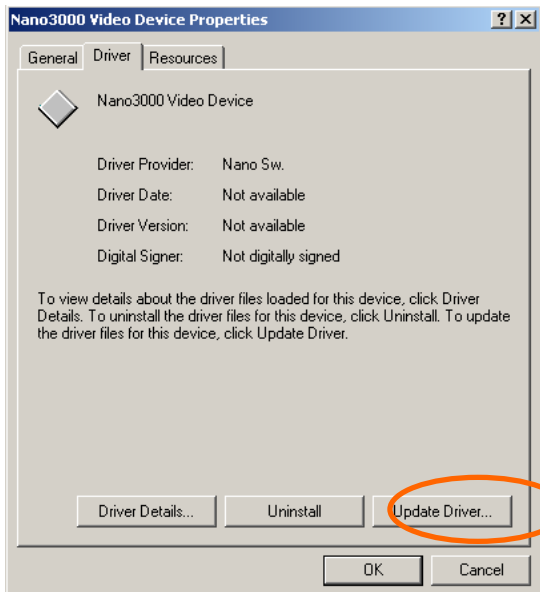 Nano3000 Video Device Properties
? ×
General Driver Resources
Nano3000 Video Device
Driver Provider: Nano Sw.
Driver Date: Not available
Driver Version: Not available
Digital Signer: Not digitally signed
To view details about the driver files loaded for this device, click Driver
Details. To uninstall the driver files for this device, click Uninstall. To update
the driver files for this device, click Update Driver.
Driver Details... Uninstall Update Driver...
OK Cancel